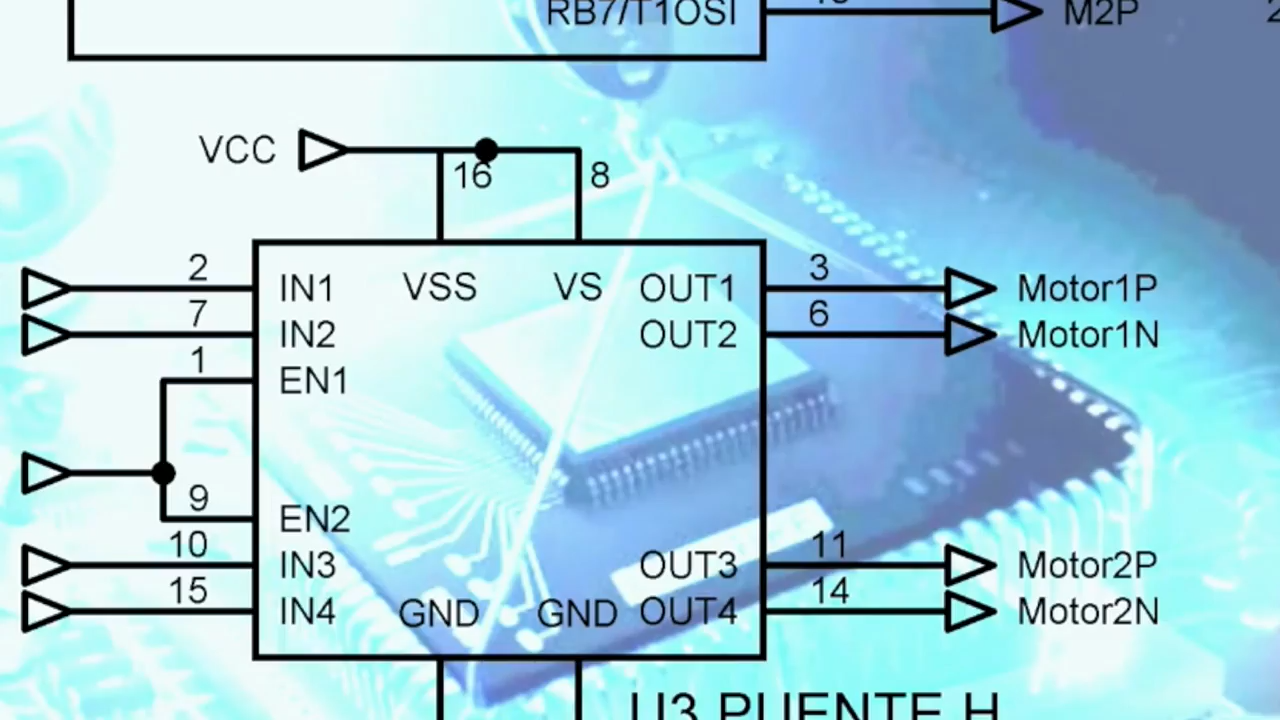 RB7/T1OSI M2P
VCC
16 8
2 IN1 VSS VS OUT1 3 Motor1P
7 IN2 OUT2 6 Motor1N
1 EN1
9 EN2
10 IN3 OUT3 11 Motor2P
15 IN4 GND GND OUT4 14 Motor2N
U3 PUENTE H